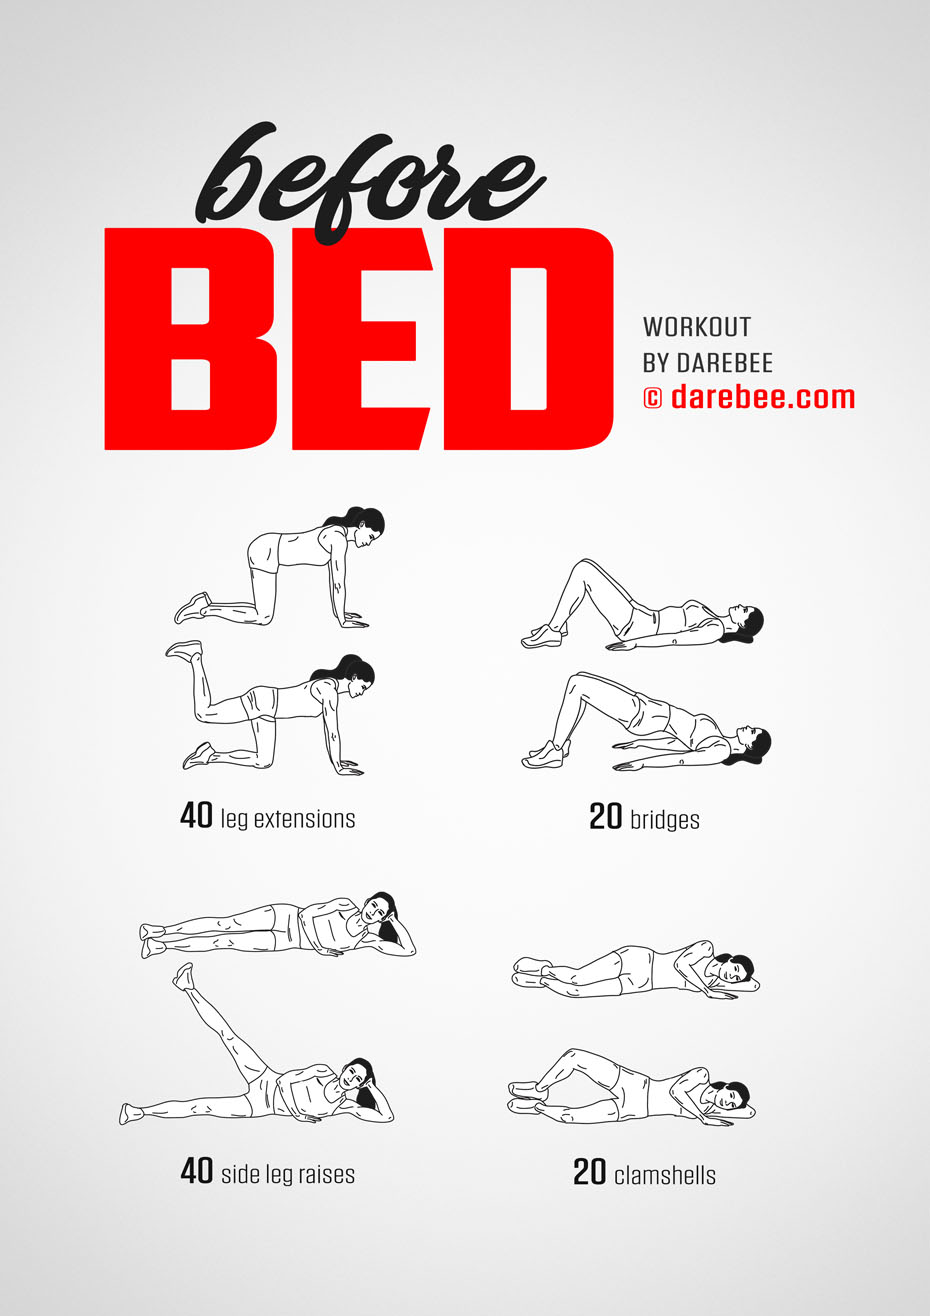 before
BED
WORKOUT
BY DAREBEE
© darebee.com
40 leg extensions
20 bridges
40 side leg raises
20 clamshells